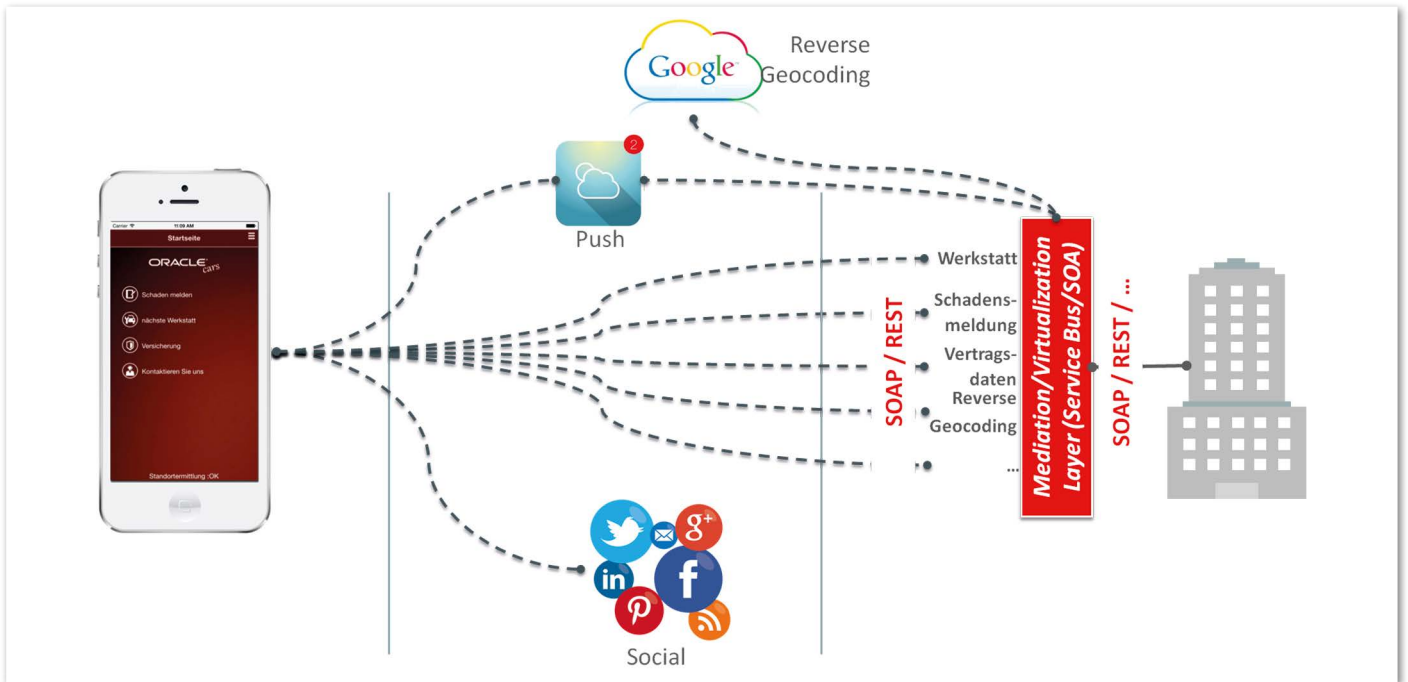 Reverse
Geocoding
Google
2
Push
Carrier
11:09 AM
Startseite
ORACLE
cars
Schaden melden
nächste Werkstatt
Versicherung
Kontaktieren Sie uns
Standortermittlung :OK
SOAP / REST
Werkstatt
Schadens-
meldung
Vertrags-
daten
Reverse
Geocoding
...
Mediation/Virtualization
Layer (Service Bus/SOA)
SOAP / REST / ...
g+
in
f
Social